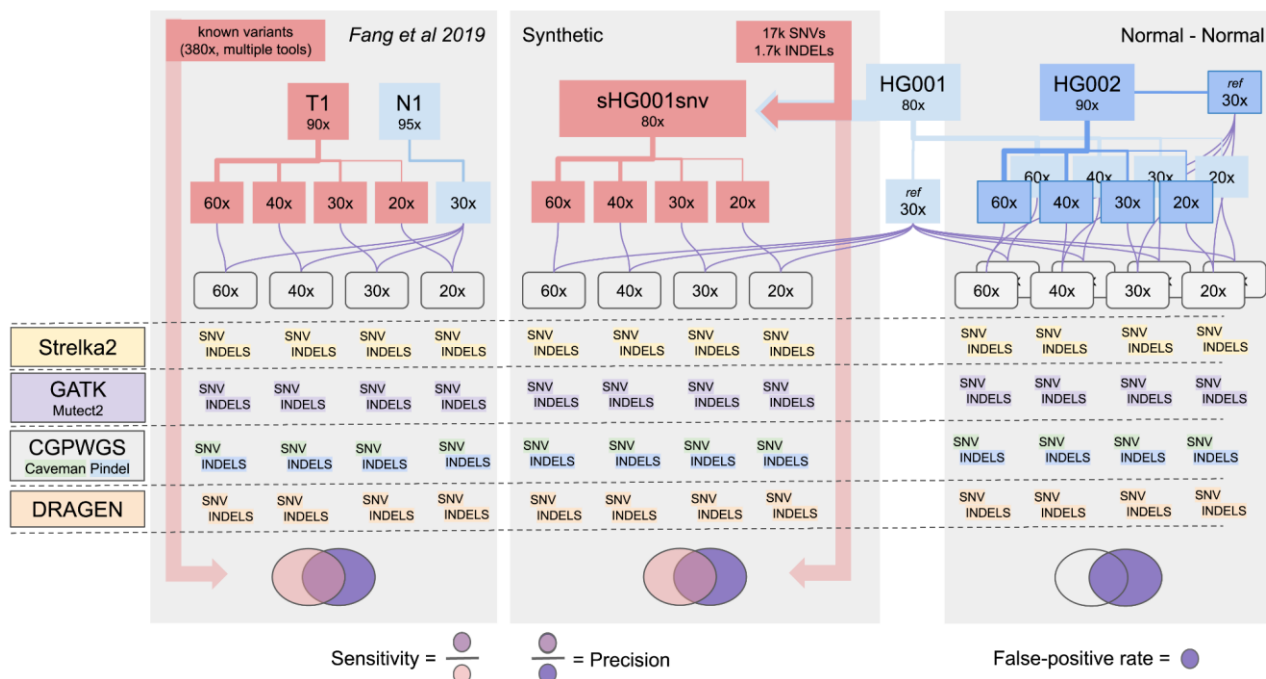 known variants
(380x, multiple tools)
Fang et al 2019
Synthetic
17k SNVs
1.7k INDELs
Normal - Normal
T1
90x
N1
95x
sHG001snv
80x
HG001
80x
HG002
90x
ref
30x
60x
40x
30x
20x
60x
40x
30x
20x
30x
60x
40x
30x
20x
ref
30x
60x
40x
30x
20x
60x
40x
30x
20x
60x
40x
30x
20x
60x
40x
30x
20x
Strelka2
SNV
INDELS
SNV
INDELS
SNV
INDELS
SNV
INDELS
SNV
INDELS
SNV
INDELS
SNV
INDELS
SNV
INDELS
SNV
INDELS
SNV
INDELS
SNV
INDELS
SNV
INDELS
GATK
Mutect2
SNV
INDELS
SNV
INDELS
SNV
INDELS
SNV
INDELS
SNV
INDELS
SNV
INDELS
SNV
INDELS
SNV
INDELS
SNV
INDELS
SNV
INDELS
SNV
INDELS
SNV
INDELS
CGPWGS
Caveman Pindel
SNV
INDELS
SNV
INDELS
SNV
INDELS
SNV
INDELS
SNV
INDELS
SNV
INDELS
SNV
INDELS
SNV
INDELS
SNV
INDELS
SNV
INDELS
SNV
INDELS
SNV
INDELS
DRAGEN
SNV
INDELS
SNV
INDELS
SNV
INDELS
SNV
INDELS
SNV
INDELS
SNV
INDELS
SNV
INDELS
SNV
INDELS
SNV
INDELS
SNV
INDELS
SNV
INDELS
SNV
INDELS
Sensitivity =
= Precision
False-positive rate =